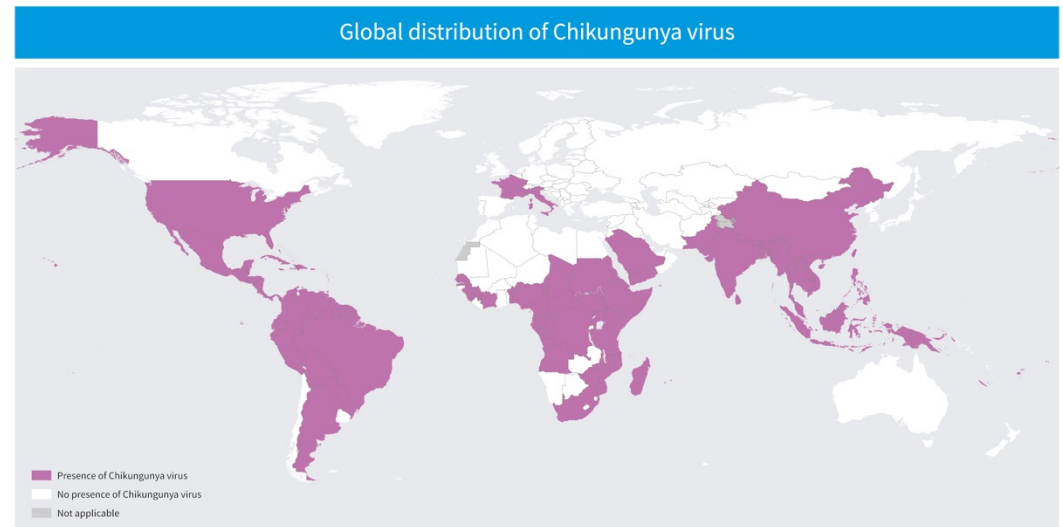 Global distribution of Chikungunya virus
Presence of Chikungunya virus
No presence of Chikungunya virus
Not applicable